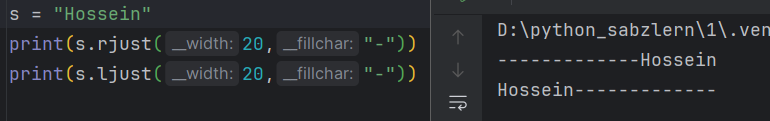 s = "Hossein"
print(s.rjust( __width: 20, __fillchar: "-"))
print(s.ljust( __width: 20, __fillchar: "-"))
D:\python_sabzlern\1\.ven
-------------Hossein
Hossein-------------